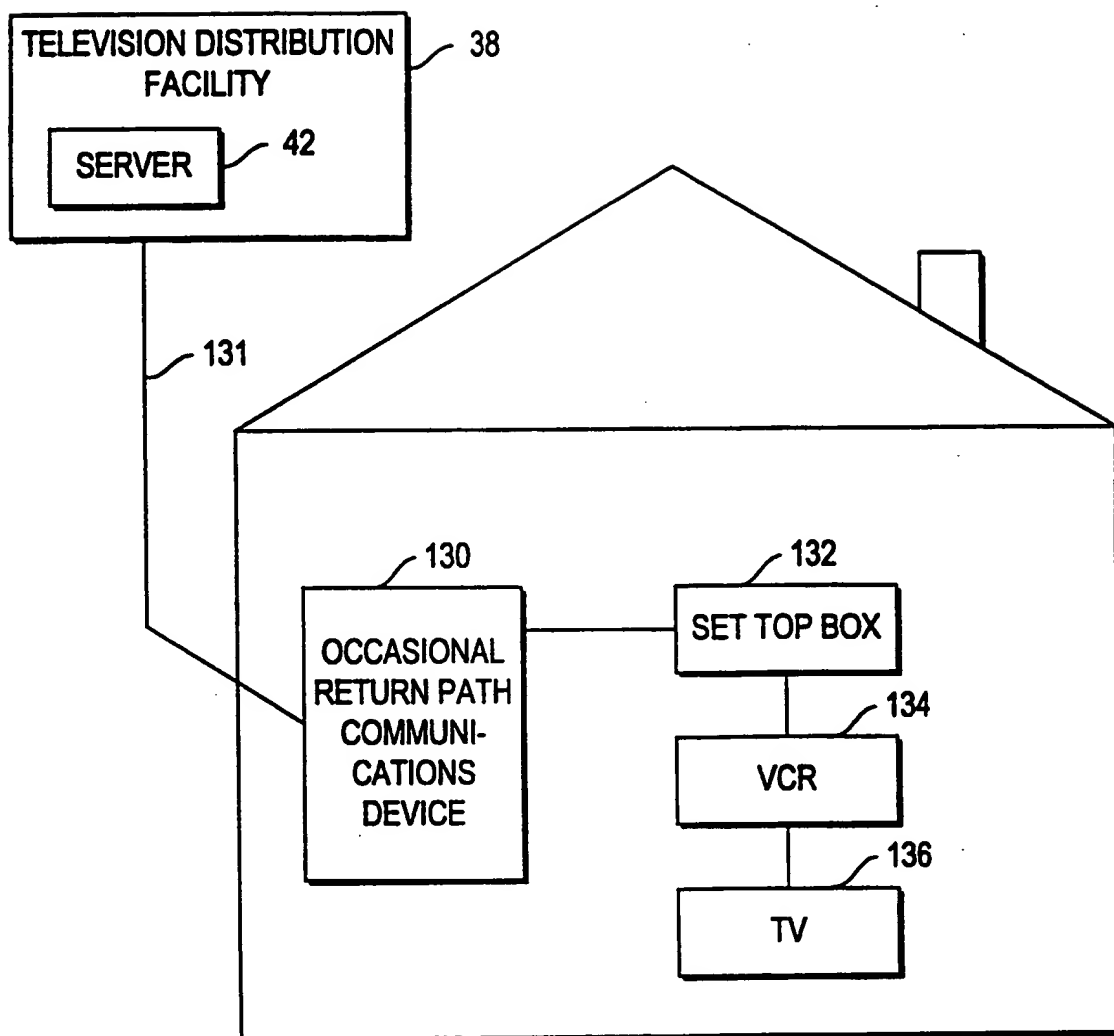 TELEVISION DISTRIBUTION
FACILITY
38
SERVER
42
131
130
OCCASIONAL
RETURN PATH
COMMUNI-
CATIONS
DEVICE
132
SET TOP BOX
134
VCR
136
TV